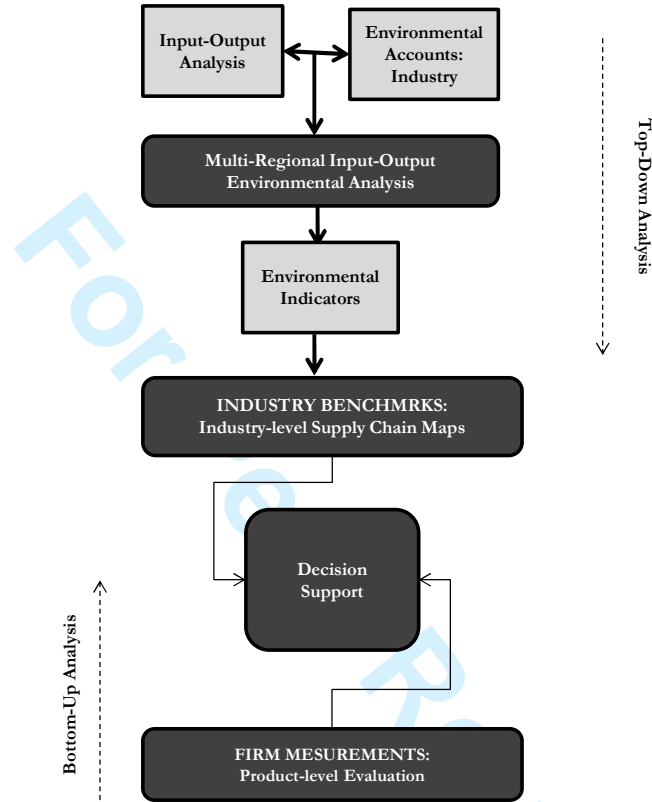 Input-Output
Analysis
Environmental
Accounts:
Industry
Multi-Regional Input-Output
Environmental Analysis
Top-Down Analysis
Environmental
Indicators
INDUSTRY BENCHMRKS:
Industry-level Supply Chain Maps
Decision
Support
Bottom-Up Analysis
FIRM MESUREMENTS:
Product-level Evaluation
For